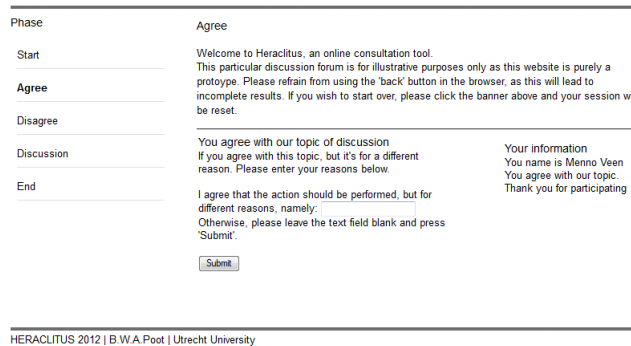 Phase
Start
Agree
Disagree
Discussion
End
Agree
Welcome to Heraclitus, an online consultation tool.
This particular discussion forum is for illustrative purposes only as this website is purely a
protoype. Please refrain from using the 'back' button in the browser, as this will lead to
incomplete results. If you wish to start over, please click the banner above and your session w
be reset.
You agree with our topic of discussion
If you agree with this topic, but it's for a different
reason. Please enter your reasons below.
I agree that the action should be performed, but for
different reasons, namely:
Otherwise, please leave the text field blank and press
'Submit'.
Submit
Your information
You name is Menno Veen
You agree with our topic.
Thank you for participating
HERACLITUS 2012 | B.W.A.Poot | Utrecht University